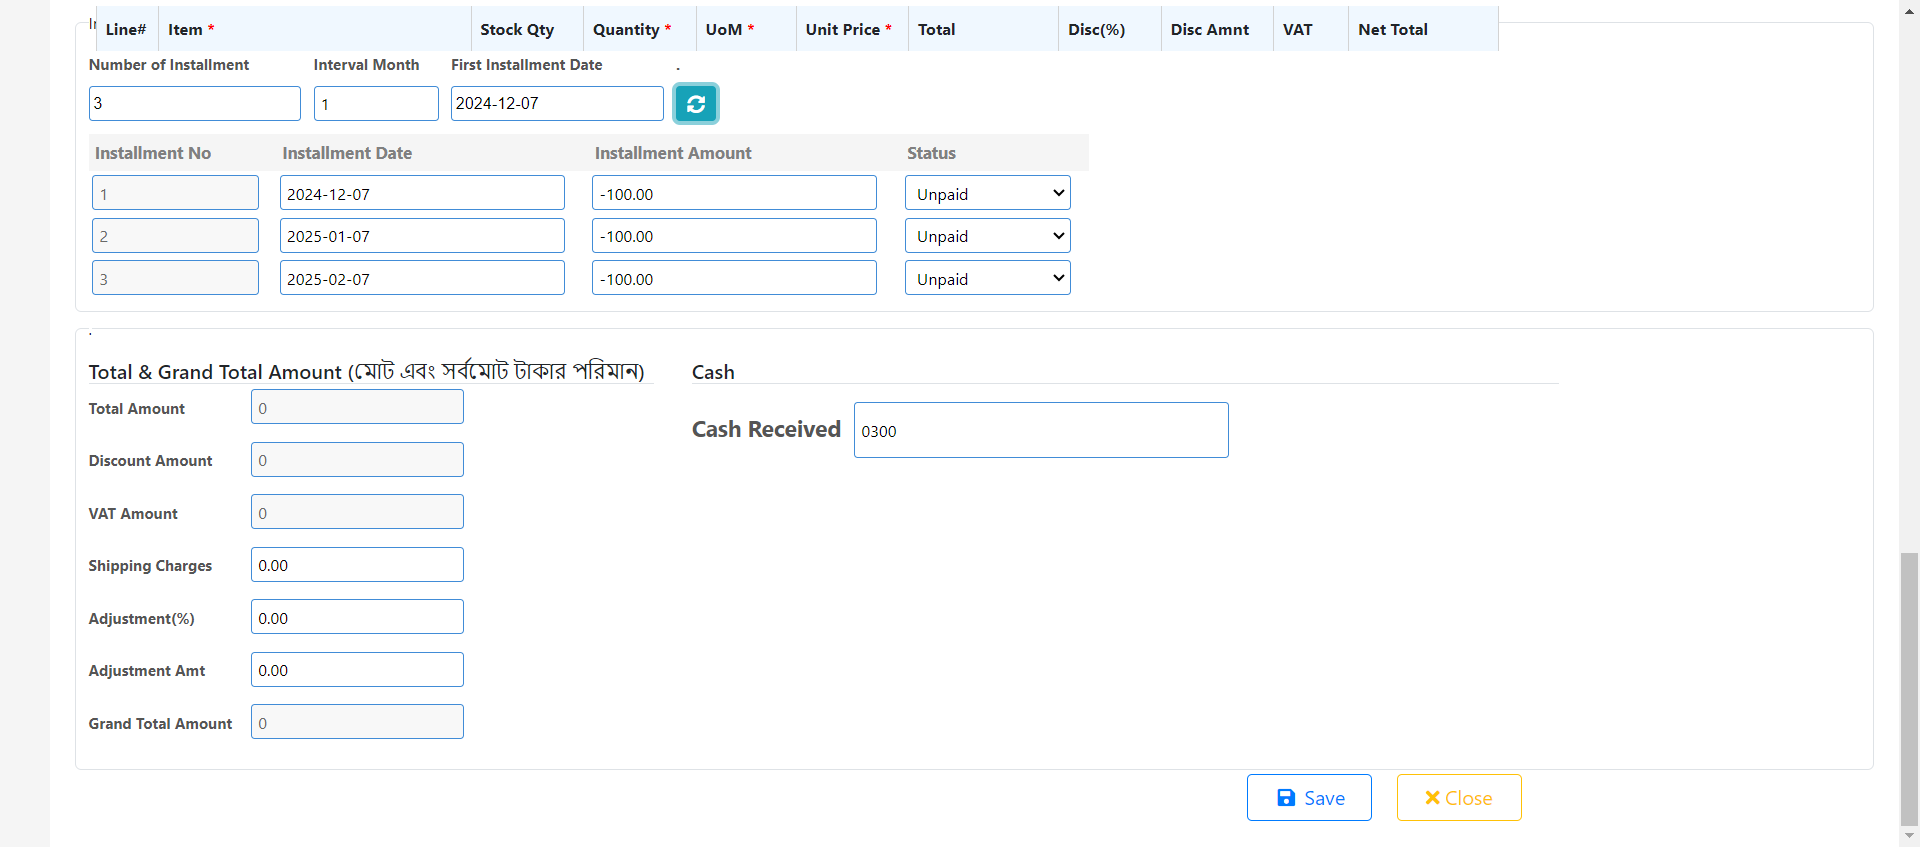 Line# Item * Stock Qty Quantity * UoM * Unit Price * Total Disc(%) Disc Amnt VAT Net Total
Number of Installment Interval Month First Installment Date .
3 1 2024-12-07
Installment No Installment Date Installment Amount Status
1 2024-12-07 -100.00 Unpaid
2 2025-01-07 -100.00 Unpaid
3 2025-02-07 -100.00 Unpaid
.
Total & Grand Total Amount (মোট এবং সর্বমোট টাকার পরিমান) Cash
Total Amount 0
Cash Received 0300
Discount Amount 0
VAT Amount 0
Shipping Charges 0.00
Adjustment(%) 0.00
Adjustment Amt 0.00
Grand Total Amount 0
Save Close